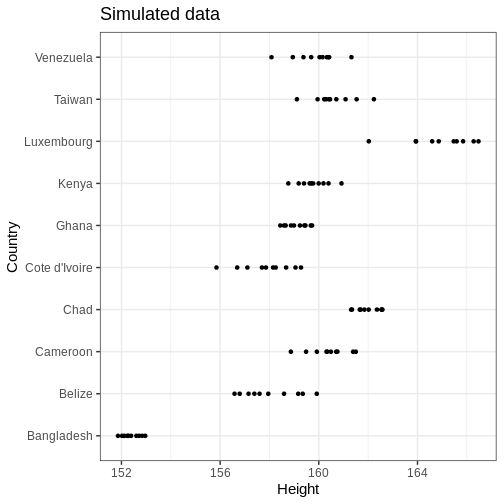 Simulated data
Venezuela
Taiwan
Luxembourg
Kenya
Ghana
Cote d'Ivoire
Chad
Cameroon
Belize
Bangladesh
Country
152 156 160 164
Height